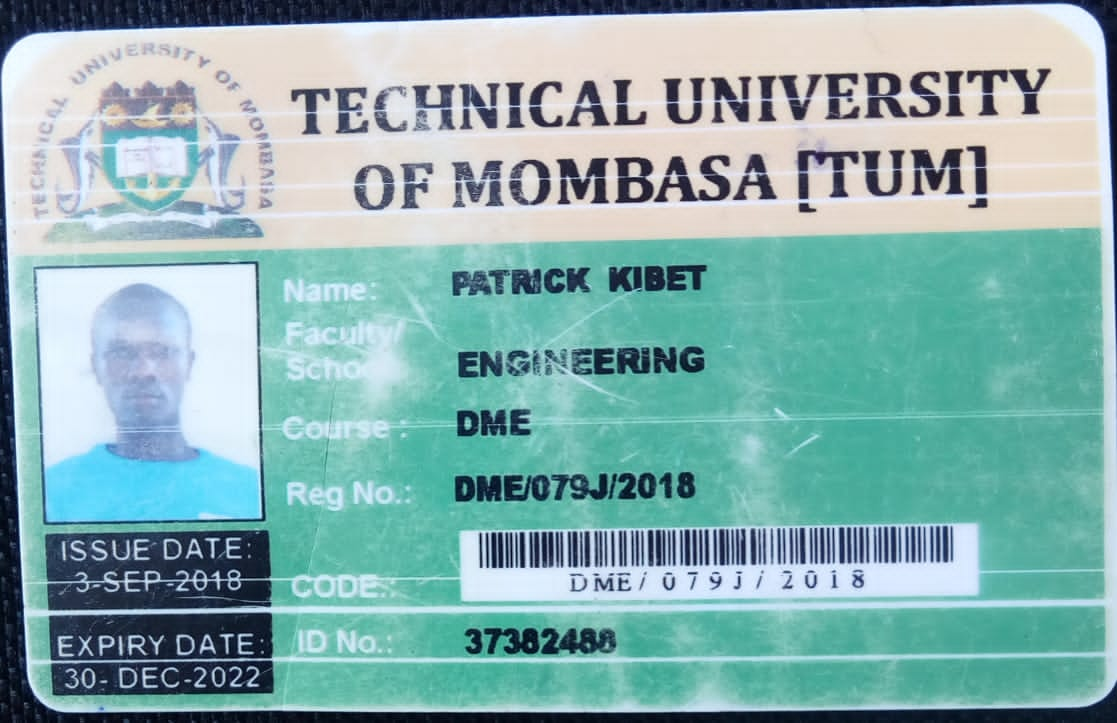 TECHNICAL UNIVERSITY OF MOMBASA
TECHNICAL UNIVERSITY
OF MOMBASA [TUM]
Name: PATRICK KIBET
Faculty/
School: ENGINEERING
Course : DME
Reg No.: DME/079J/2018
ISSUE DATE:
3-SEP-2018
CODE.: DME/079J/2018
EXPIRY DATE:
30- DEC-2022
ID No.: 37382488